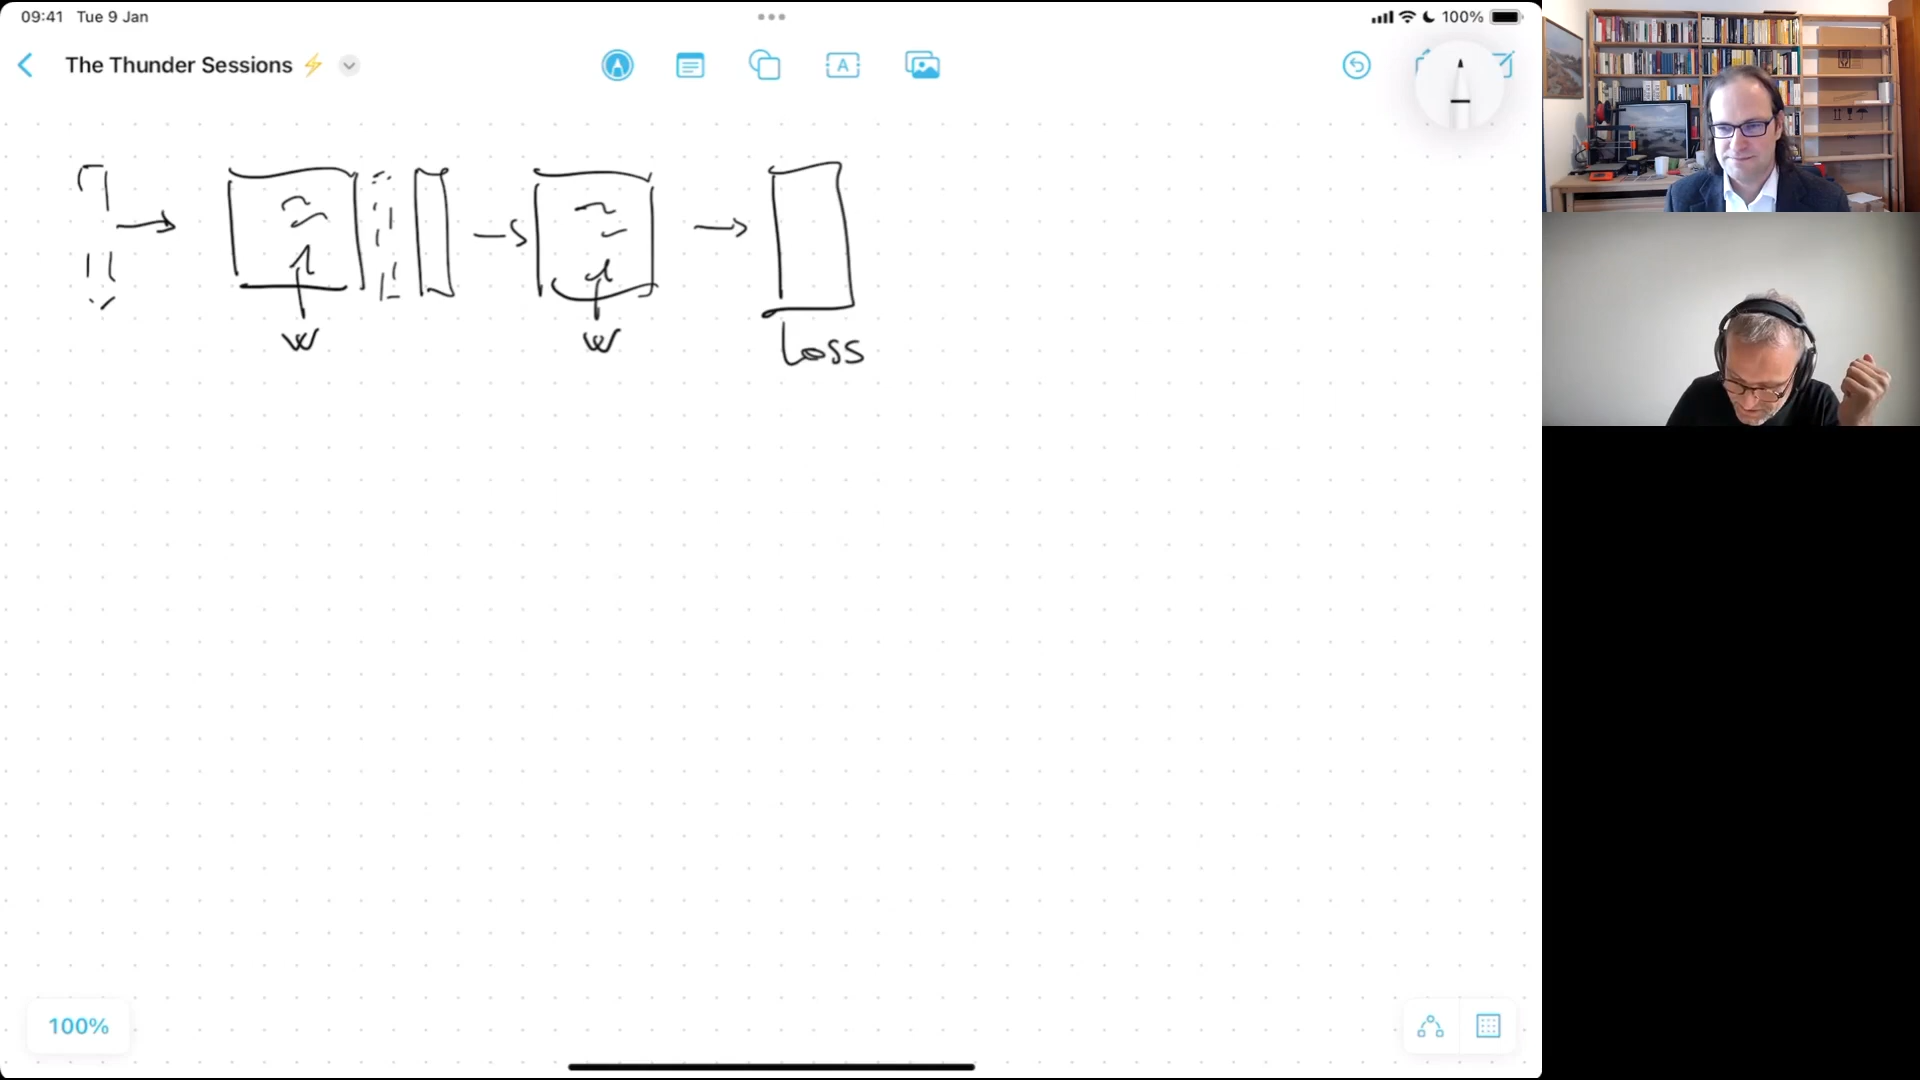 09:41 Tue 9 Jan
100%
The Thunder Sessions ⚡
A
W
W
Loss
100%